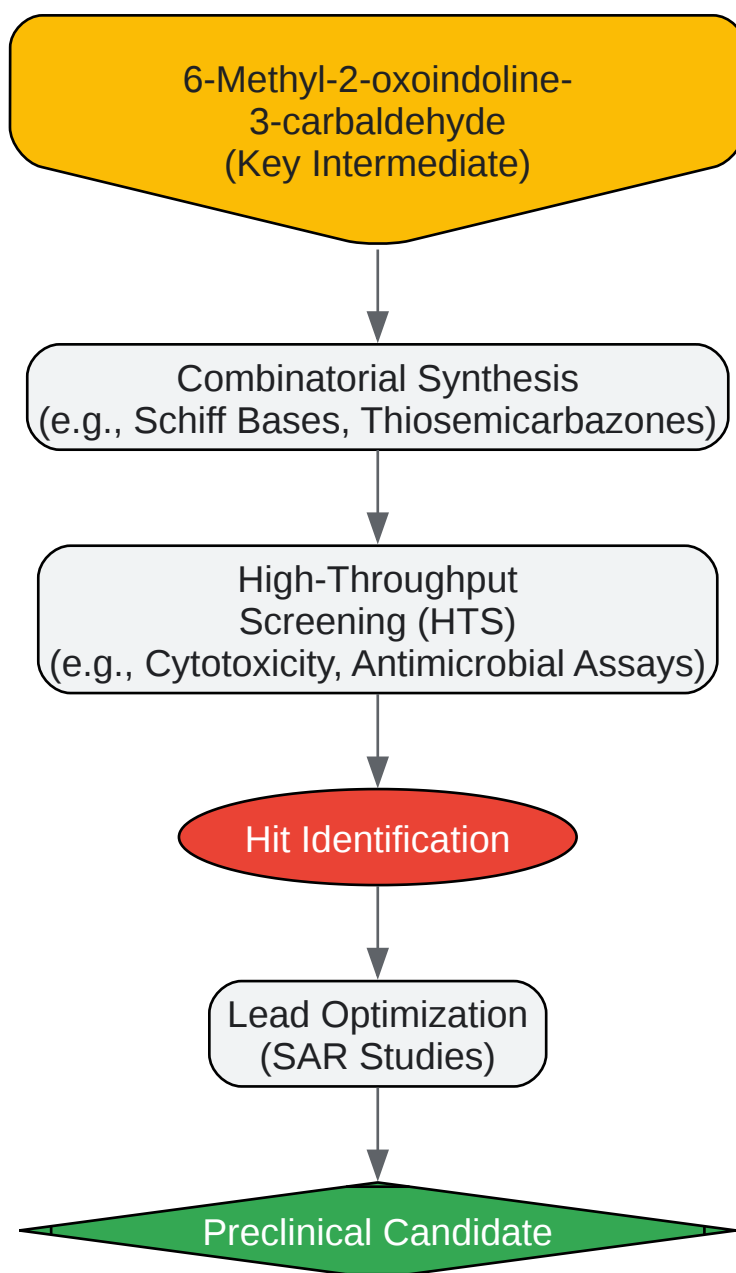 6-Methyl-2-oxoindoline-
3-carbaldehyde
(Key Intermediate)
Combinatorial Synthesis
(e.g., Schiff Bases, Thiosemicarbazones)
High-Throughput
Screening (HTS)
(e.g., Cytotoxicity, Antimicrobial Assays)
Hit Identification
Lead Optimization
(SAR Studies)
Preclinical Candidate